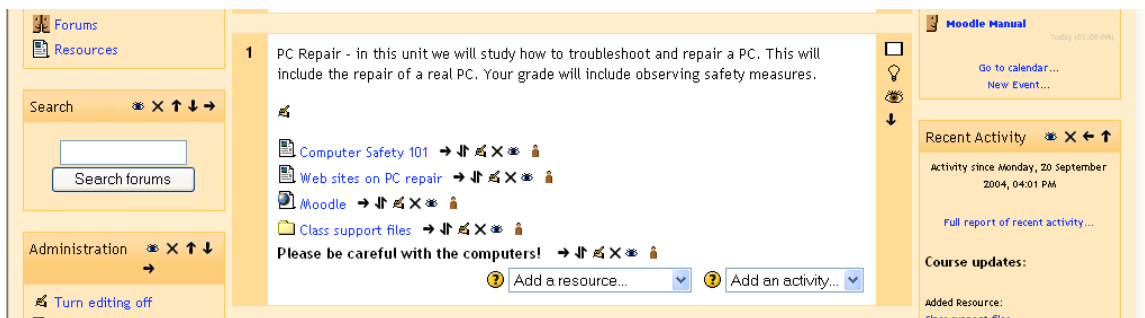 Forums
Resources
Search
Search forums
Administration
Turn editing off
1
PC Repair - in this unit we will study how to troubleshoot and repair a PC. This will
include the repair of a real PC. Your grade will include observing safety measures.
Computer Safety 101
Web sites on PC repair
Moodle
Class support files
Please be careful with the computers!
Add a resource...
Add an activity...
Moodle Manual
Today (01:00 PM)
Go to calendar...
New Event...
Recent Activity
Activity since Monday, 20 September
2004, 04:01 PM
Full report of recent activity...
Course updates:
Added Resource:
Class support files